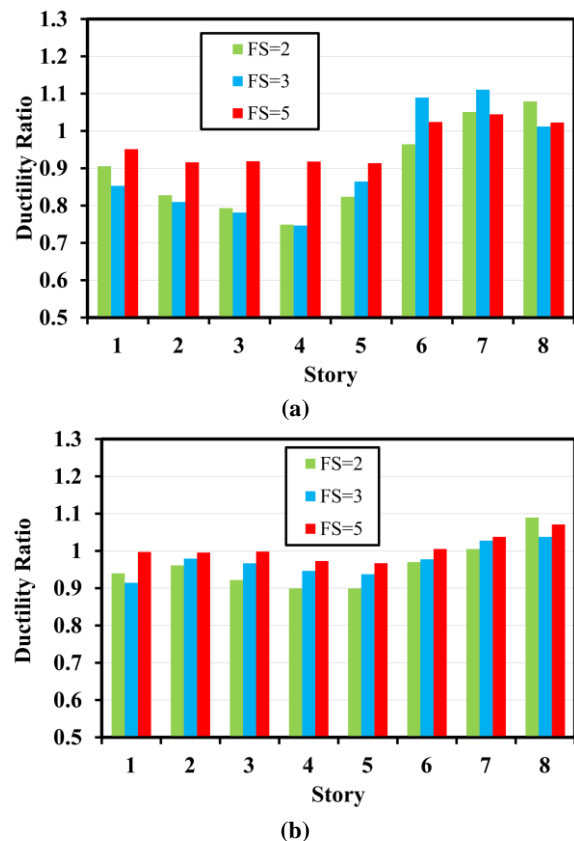 1.3
1.2
1.1
1
0.9
0.8
0.7
0.6
0.5
Ductility Ratio
FS=2
FS=3
FS=5
1 2 3 4 5 6 7 8
Story
(a)
1.3
1.2
1.1
1
0.9
0.8
0.7
0.6
0.5
Ductility Ratio
FS=2
FS=3
FS=5
1 2 3 4 5 6 7 8
Story
(b)